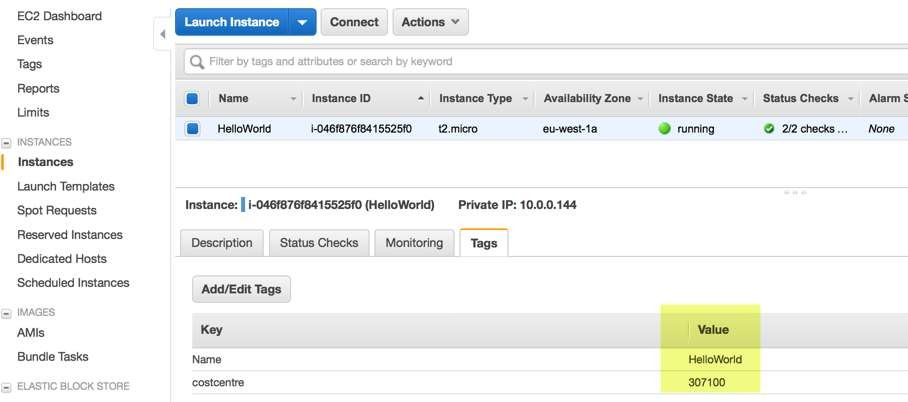 EC2 Dashboard
Events
Tags
Reports
Limits
INSTANCES
Instances
Launch Templates
Spot Requests
Reserved Instances
Dedicated Hosts
Scheduled Instances
IMAGES
AMIs
Bundle Tasks
ELASTIC BLOCK STORE
Launch Instance Connect Actions
Filter by tags and attributes or search by keyword
Name Instance ID Instance Type Availability Zone Instance State Status Checks Alarm S
HelloWorld i-046f876f8415525f0 t2.micro eu-west-1a running 2/2 checks ... None
Instance: i-046f876f8415525f0 (HelloWorld) Private IP: 10.0.0.144
Description Status Checks Monitoring Tags
Add/Edit Tags
Key Value
Name HelloWorld
costcentre 307100